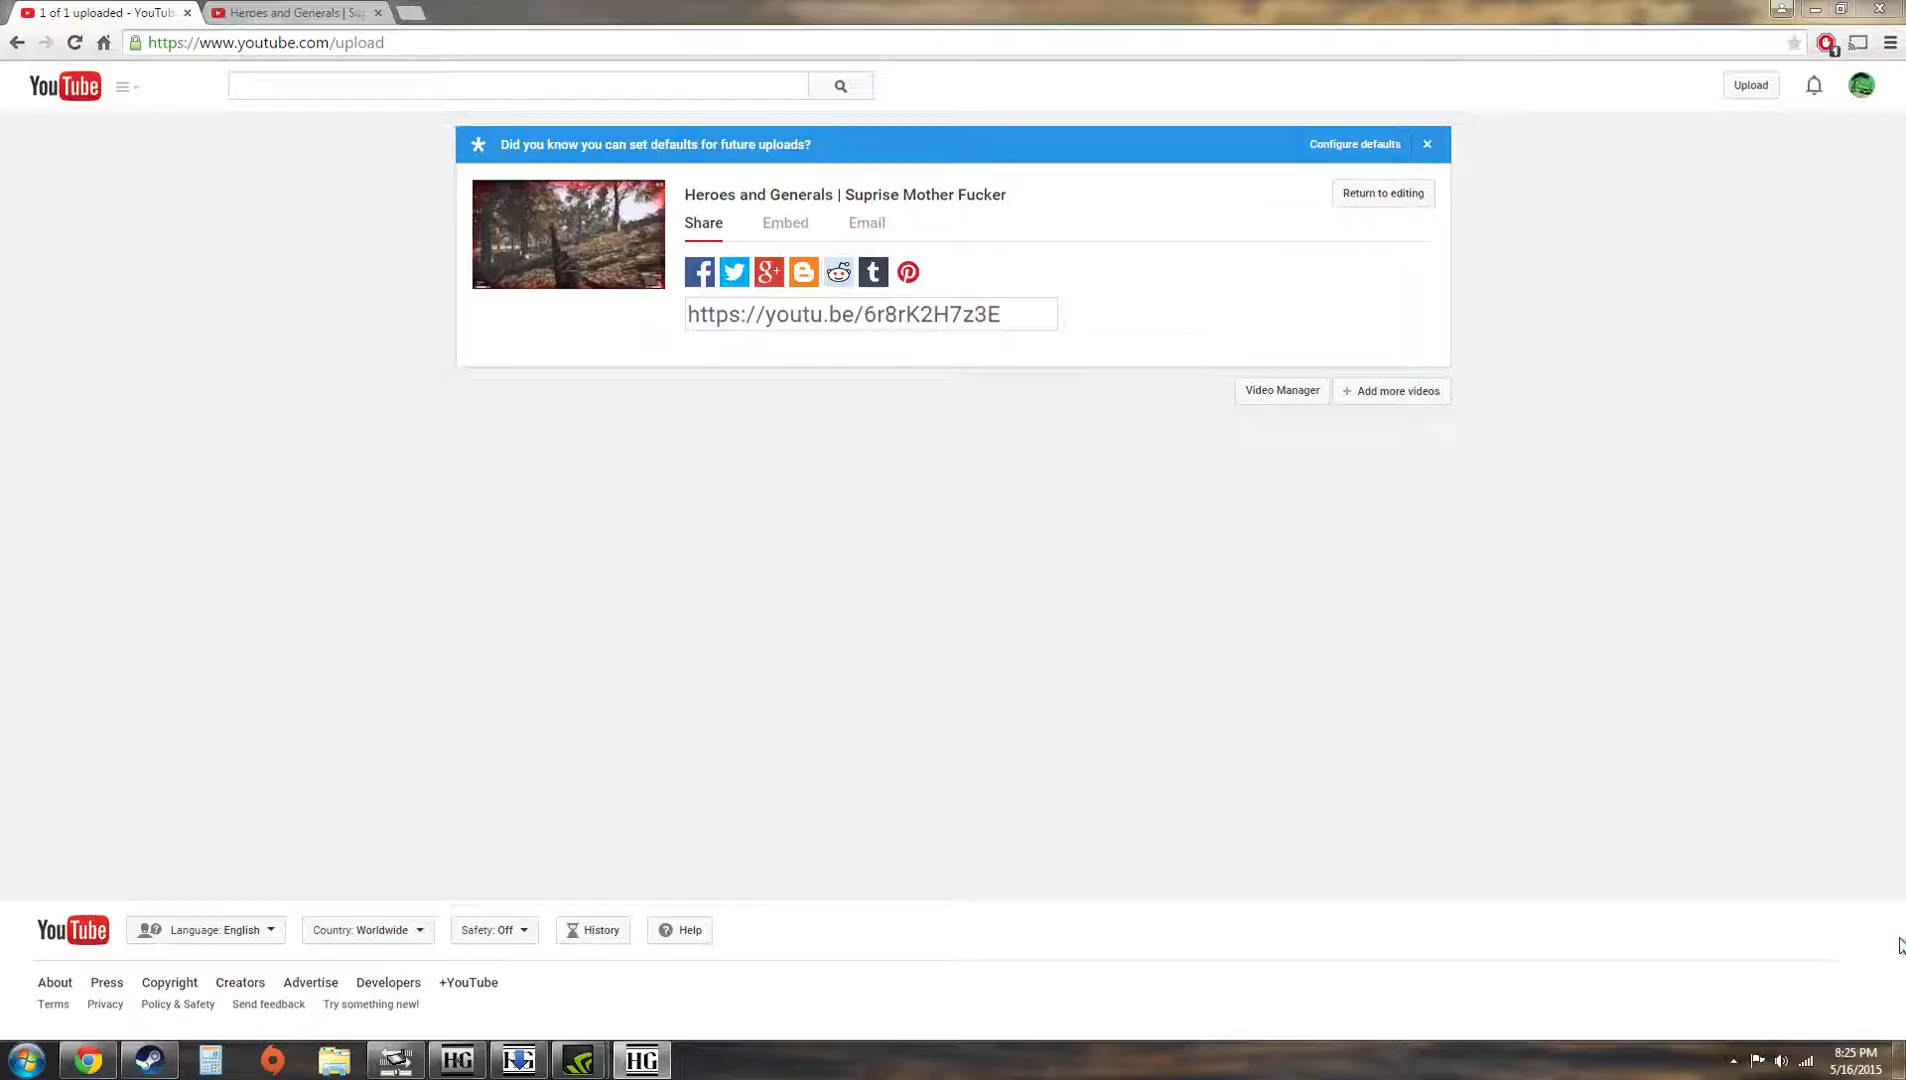 1 of 1 uploaded - YouTub
Heroes and Generals | Sup
https://www.youtube.com/upload
1
YouTube
Upload
Did you know you can set defaults for future uploads?
Configure defaults
Heroes and Generals | Suprise Mother Fucker
Return to editing
Share
Embed
Email
https://youtu.be/6r8rK2H7z3E
Video Manager
+ Add more videos
YouTube
Language: English
Country: Worldwide
Safety: Off
History
Help
About Press Copyright Creators Advertise Developers +YouTube
Terms Privacy Policy & Safety Send feedback Try something new!
HG
HG
HG
8:25 PM
5/16/2015